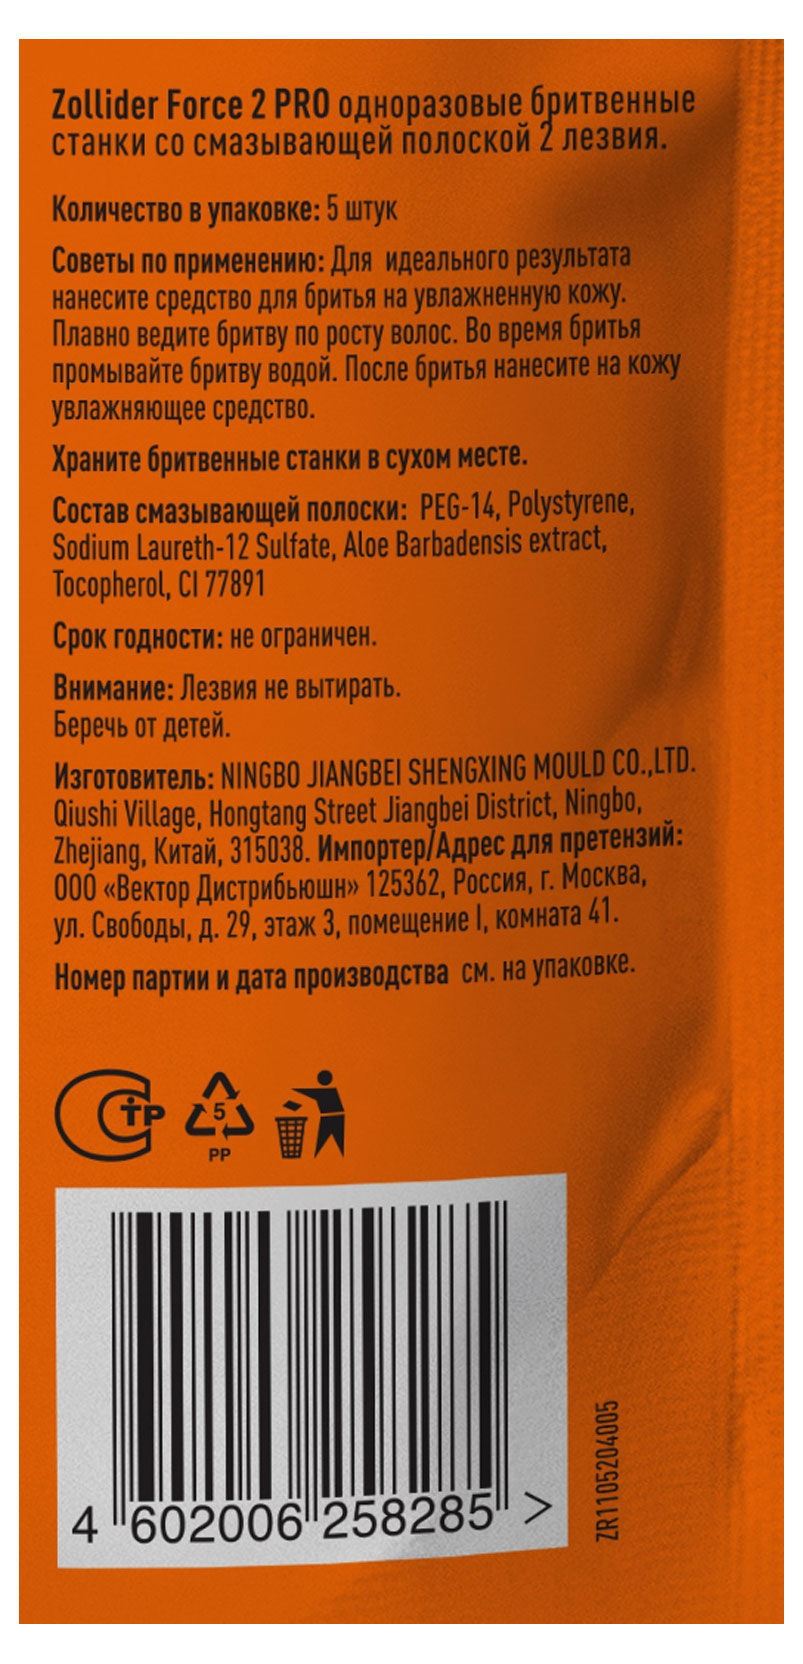 Zollider Force 2 PRO одноразовые бритвенные
станки со смазывающей полоской 2 лезвия.
Количество в упаковке: 5 штук
Советы по применению: Для идеального результата
нанесите средство для бритья на увлажненную кожу.
Плавно ведите бритву по росту волос. Во время бритья
промывайте бритву водой. После бритья нанесите на кожу
увлажняющее средство.
Храните бритвенные станки в сухом месте.
Состав смазывающей полоски: PEG-14, Polystyrene,
Sodium Laureth-12 Sulfate, Aloe Barbadensis extract,
Tocopherol, CI 77891
Срок годности: не ограничен.
Внимание: Лезвия не вытирать.
Беречь от детей.
Изготовитель: NINGBO JIANGBEI SHENGXING MOULD CO.,LTD.
Qiushi Village, Hongtang Street Jiangbei District, Ningbo,
Zhejiang, Китай, 315038. Импортер/Адрес для претензий:
ООО «Вектор Дистрибьюшн» 125362, Россия, г. Москва,
ул. Свободы, д. 29, этаж 3, помещение I, комната 41.
Номер партии и дата производства см. на упаковке.
СТР
5
PP
4 602006 258285 >
ZR1105204005